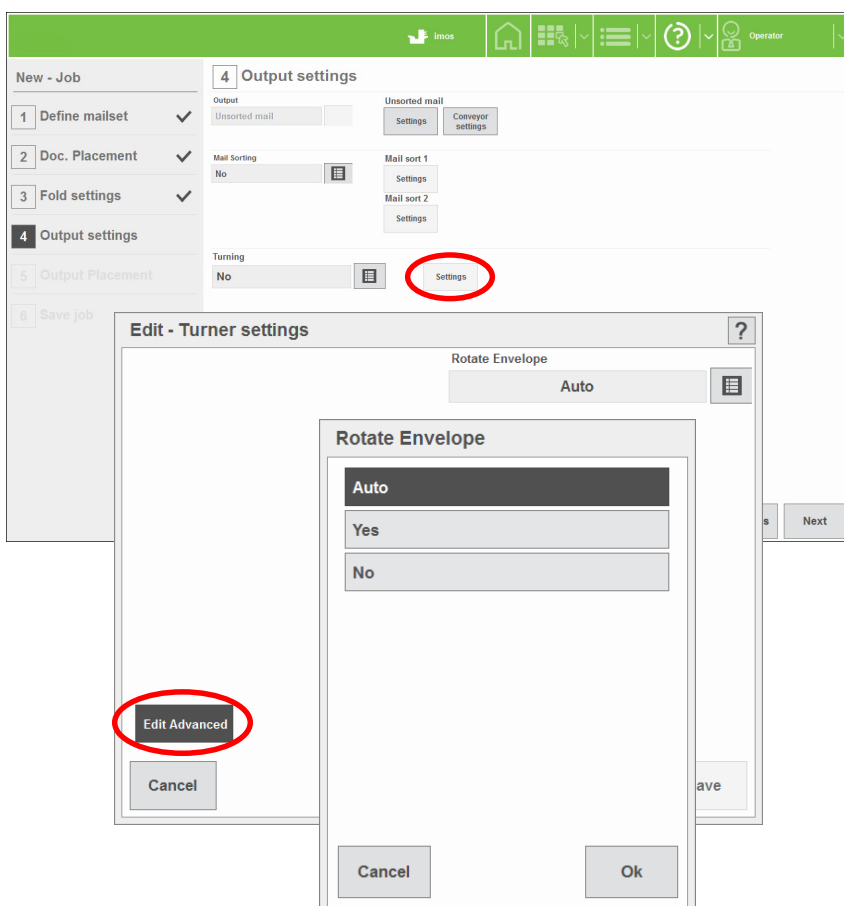 imos
Operator
New - Job
1 Define mailset
2 Doc. Placement
3 Fold settings
4 Output settings
5 Output Placement
6 Save job
4 Output settings
Output
Unsorted mail
Unsorted mail
Settings
Conveyor
settings
Mail Sorting
No
Mail sort 1
Settings
Mail sort 2
Settings
Turning
No
Settings
s
Next
Edit - Turner settings
?
Rotate Envelope
Auto
Edit Advanced
Cancel
ave
Rotate Envelope
Auto
Yes
No
Cancel
Ok